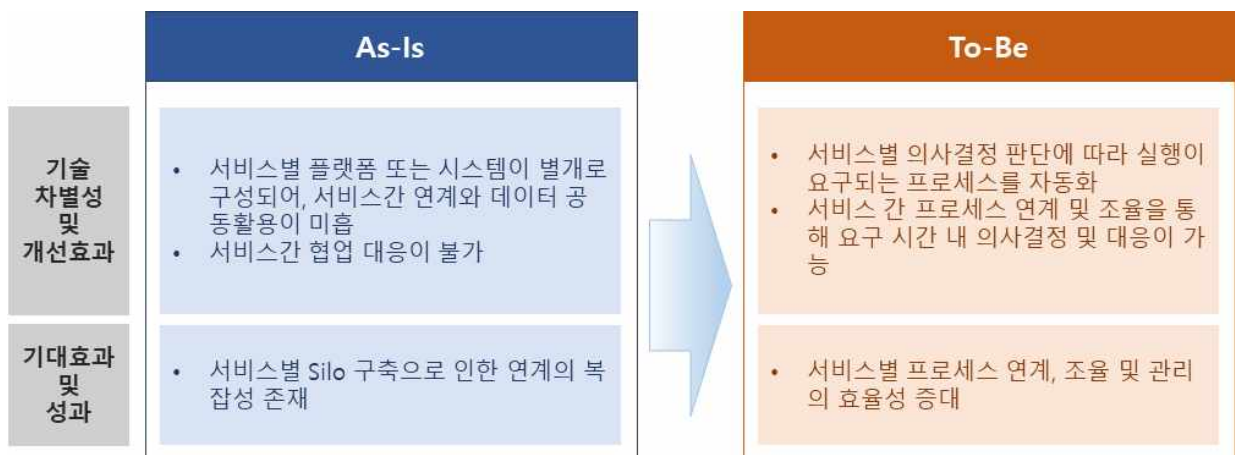 As-Is
To-Be
기술
차별성
및
개선효과
• 서비스별 플랫폼 또는 시스템이 별개로
구성되어, 서비스간 연계와 데이터 공
동활용이 미흡
• 서비스간 협업 대응이 불가
• 서비스별 의사결정 판단에 따라 실행이
요구되는 프로세스를 자동화
• 서비스 간 프로세스 연계 및 조율을 통
해 요구 시간 내 의사결정 및 대응이 가
능
기대효과
및
성과
• 서비스별 Silo 구축으로 인한 연계의 복
잡성 존재
• 서비스별 프로세스 연계, 조율 및 관리
의 효율성 증대